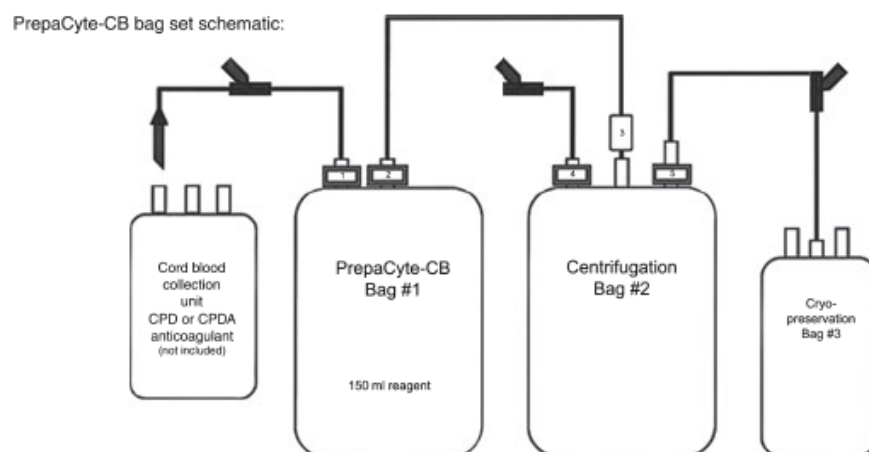 PrepaCyte-CB bag set schematic:
3
1
2
4
5
Cord blood
collection
unit
CPD or CPDA
anticoagulant
(not included)
PrepaCyte-CB
Bag #1
150 ml reagent
Centrifugation
Bag #2
Cryo-
preservation
Bag #3